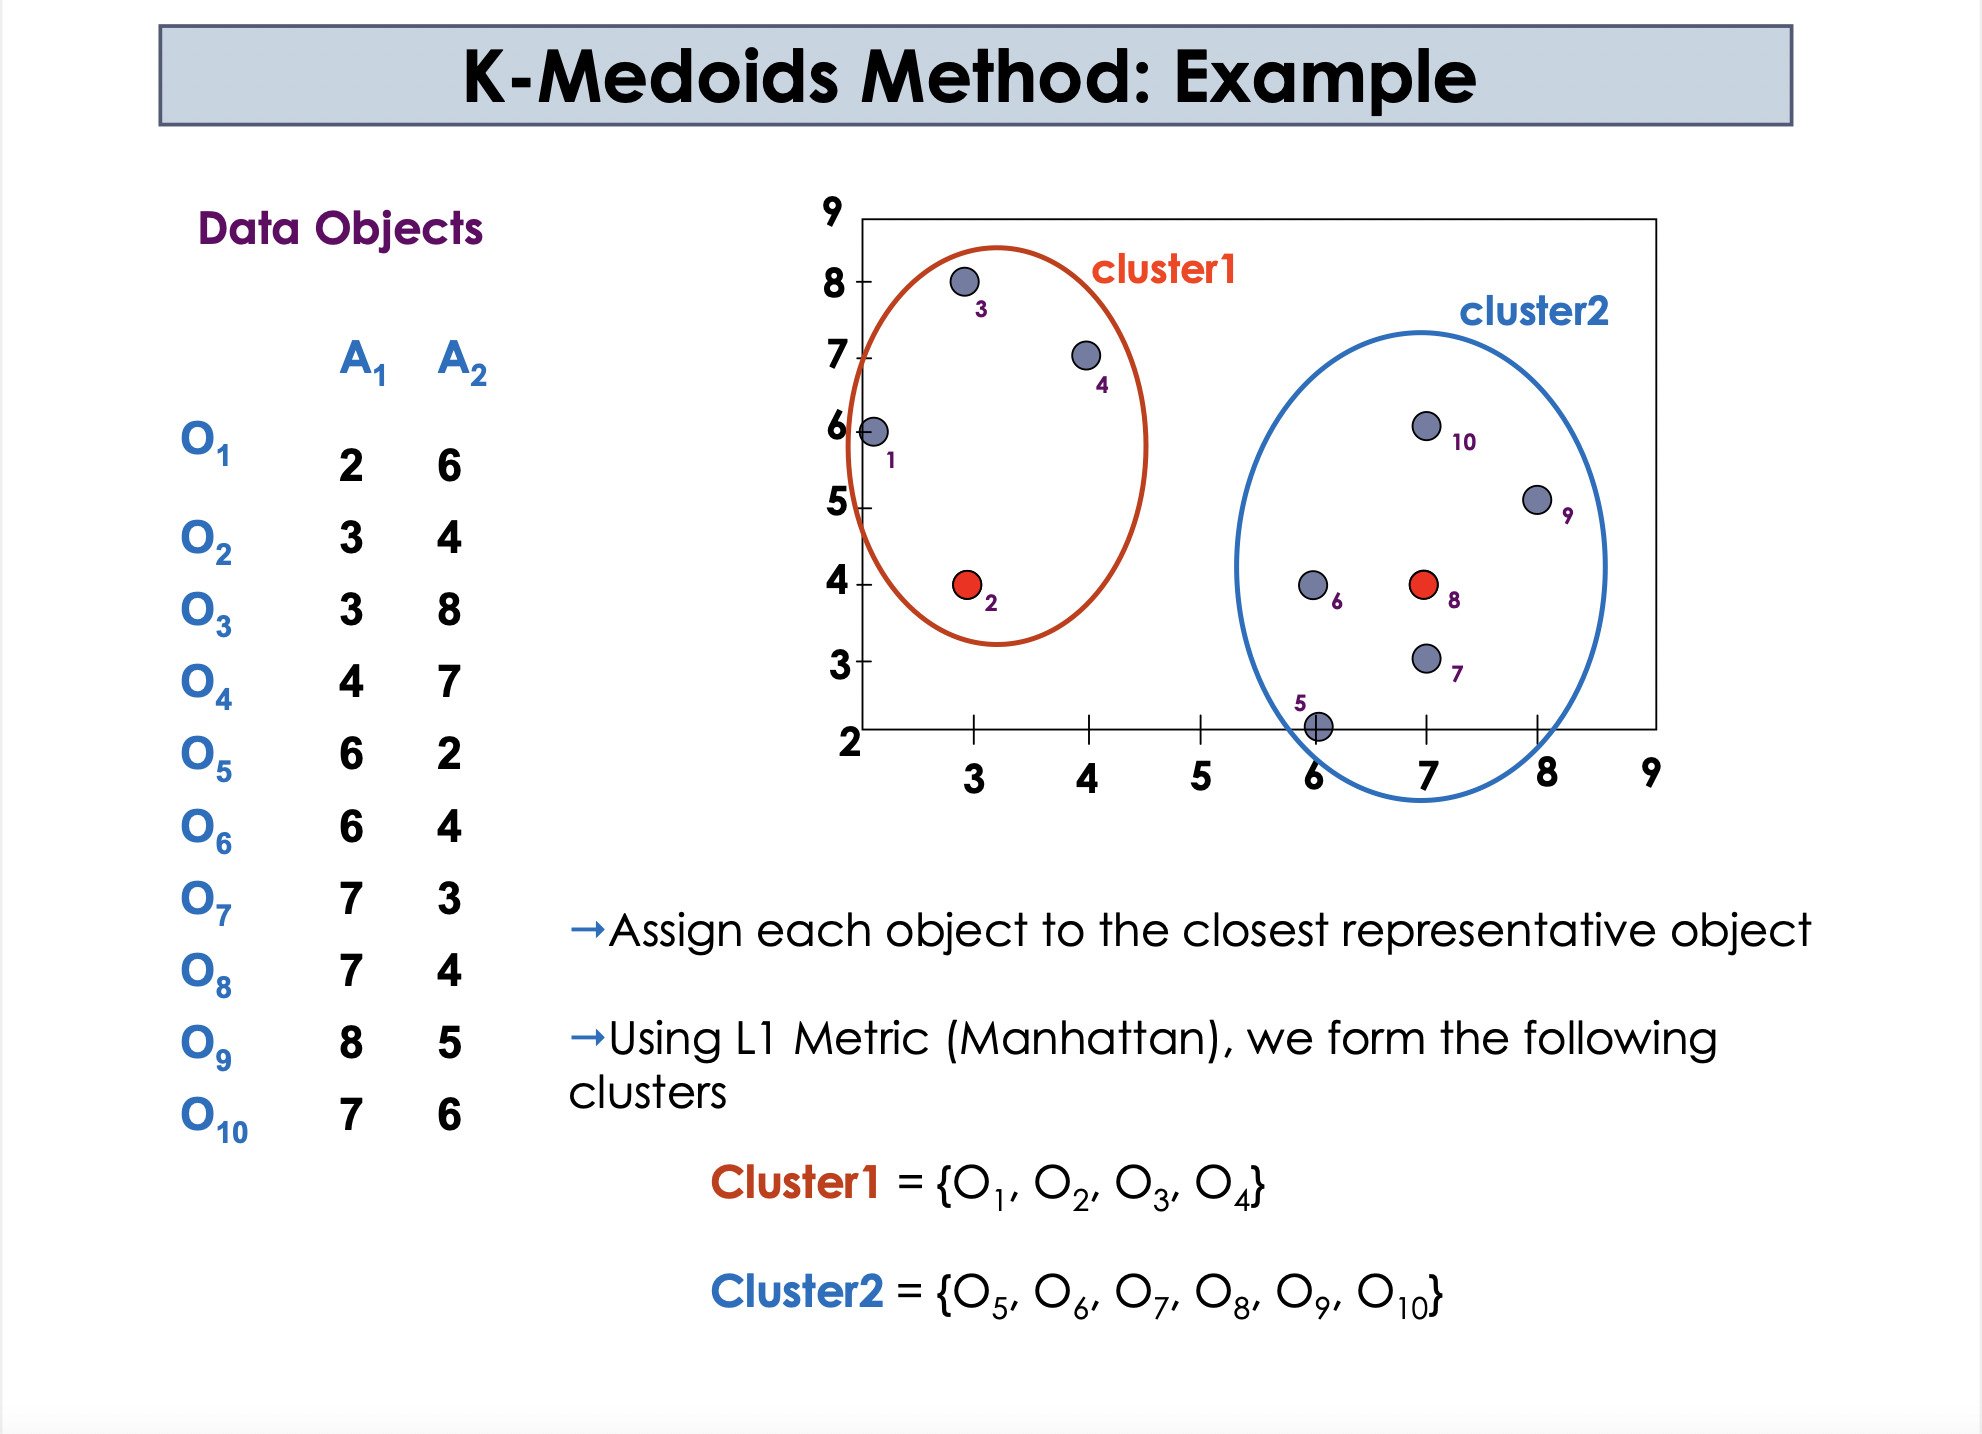 K-Medoids Method: Example
Data Objects
A1 A2
O1 2 6
O2 3 4
O3 3 8
O4 4 7
O5 6 2
O6 6 4
O7 7 3
O8 7 4
O9 8 5
O10 7 6
9
8
7
6
5
4
3
2
3 4 5 6 7 8 9
cluster1
cluster2
3
4
1
2
10
9
6
8
7
5
→Assign each object to the closest representative object
→Using L1 Metric (Manhattan), we form the following
clusters
Cluster1 = {O1, O2, O3, O4}
Cluster2 = {O5, O6, O7, O8, O9, O10}